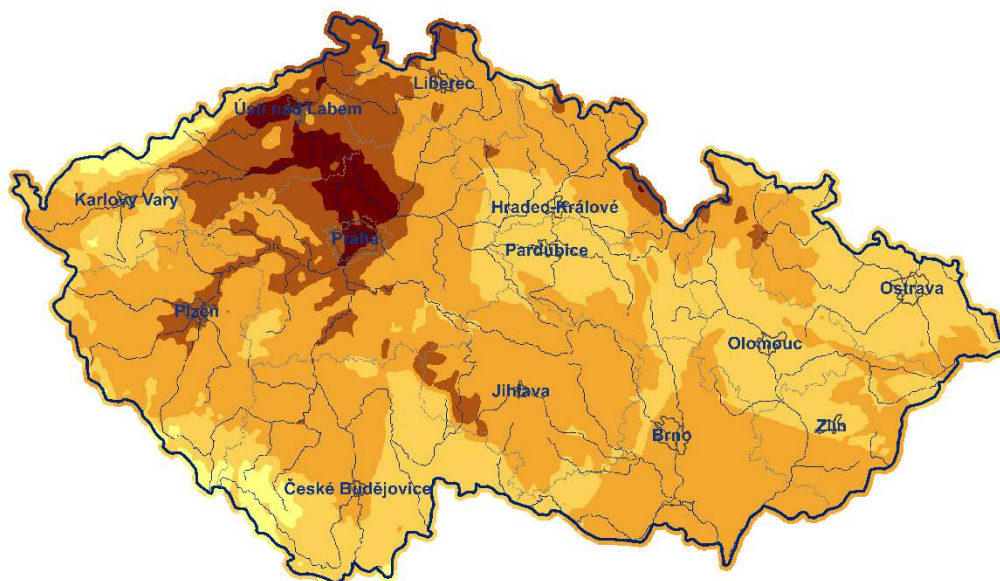 Liberec
Ústí nad Labem
Karlovy Vary
Hradec Králové
Praha
Pardubice
Ostrava
Plzeň
Olomouc
Jihlava
Zlín
Brno
České Budějovice